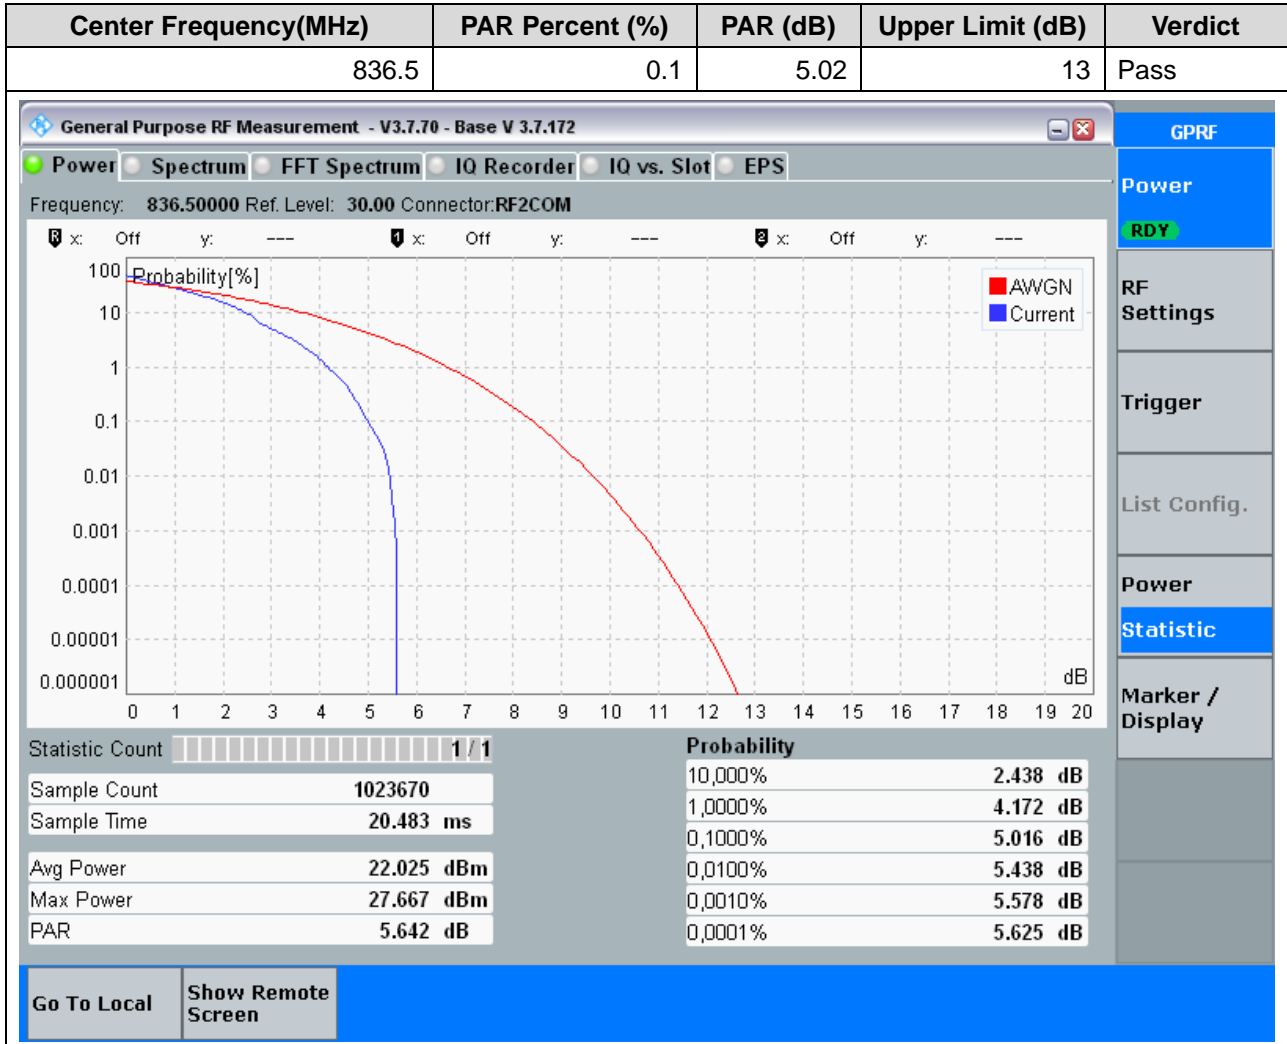 Center Frequency(MHz) PAR Percent (%) PAR (dB) Upper Limit (dB) Verdict
836.5 0.1 5.02 13 Pass
General Purpose RF Measurement - V3.7.70 - Base V 3.7.172
GPRF
Power Spectrum FFT Spectrum IQ Recorder IQ vs. Slot EPS
Power
RDY
Frequency: 836.50000 Ref. Level: 30.00 Connector:RF2COM
R x: Off y: --- 1 x: Off y: --- 2 x: Off y: ---
Probability[%]
AWGN
Current
100
10
1
0.1
0.01
0.001
0.0001
0.00001
0.000001
dB
0 1 2 3 4 5 6 7 8 9 10 11 12 13 14 15 16 17 18 19 20
RF
Settings
Trigger
List Config.
Power
Statistic
Marker /
Display
Statistic Count 1 / 1
Sample Count 1023670
Sample Time 20.483 ms
Avg Power 22.025 dBm
Max Power 27.667 dBm
PAR 5.642 dB
Probability
10,000% 2.438 dB
1,0000% 4.172 dB
0,1000% 5.016 dB
0,0100% 5.438 dB
0,0010% 5.578 dB
0,0001% 5.625 dB
Go To Local
Show Remote
Screen